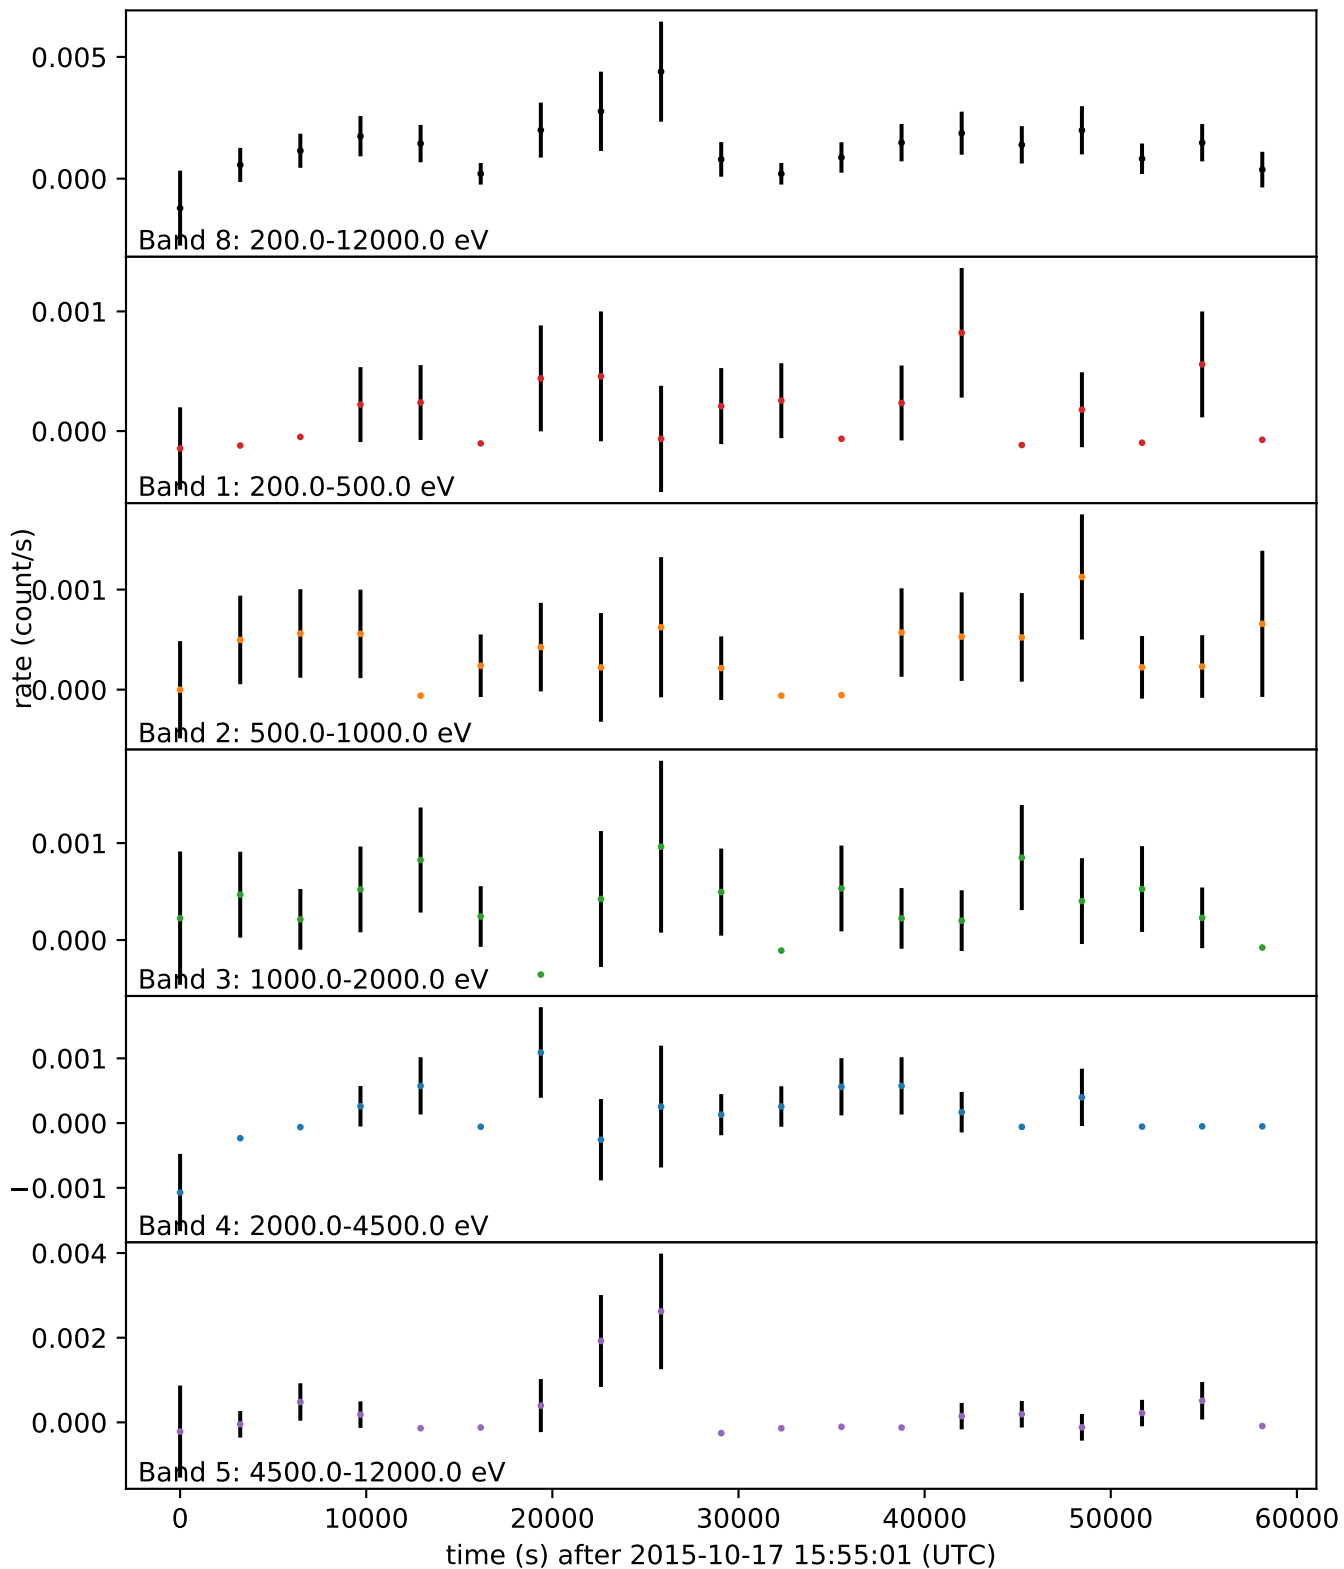 0.005
0.000
Band 8: 200.0-12000.0 eV
0.001
0.000
Band 1: 200.0-500.0 eV
rate (count/s)
0.001
0.000
Band 2: 500.0-1000.0 eV
0.001
0.000
Band 3: 1000.0-2000.0 eV
0.001
0.000
−0.001
Band 4: 2000.0-4500.0 eV
0.004
0.002
0.000
Band 5: 4500.0-12000.0 eV
0 10000 20000 30000 40000 50000 60000
time (s) after 2015-10-17 15:55:01 (UTC)